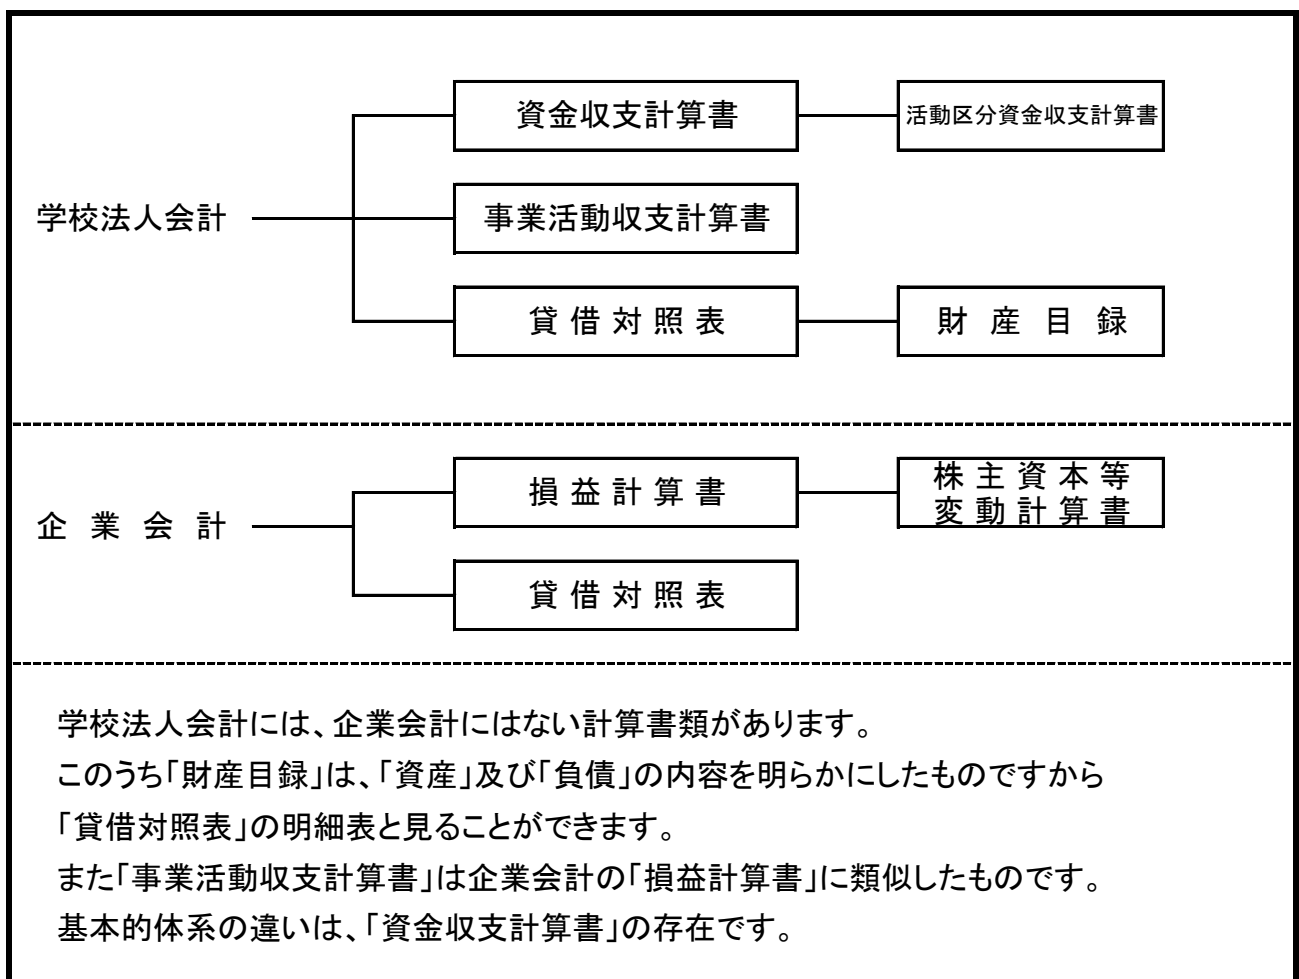 資金収支計算書
活動区分資金収支計算書
学校法人会計
事業活動収支計算書
貸借対照表
財産目録
損益計算書
株主資本等
変動計算書
企業会計
貸借対照表
学校法人会計には、企業会計にはない計算書類があります。
このうち「財産目録」は、「資産」及び「負債」の内容を明らかにしたものですから
「貸借対照表」の明細表と見ることができます。
また「事業活動収支計算書」は企業会計の「損益計算書」に類似したものです。
基本的体系の違いは、「資金収支計算書」の存在です。